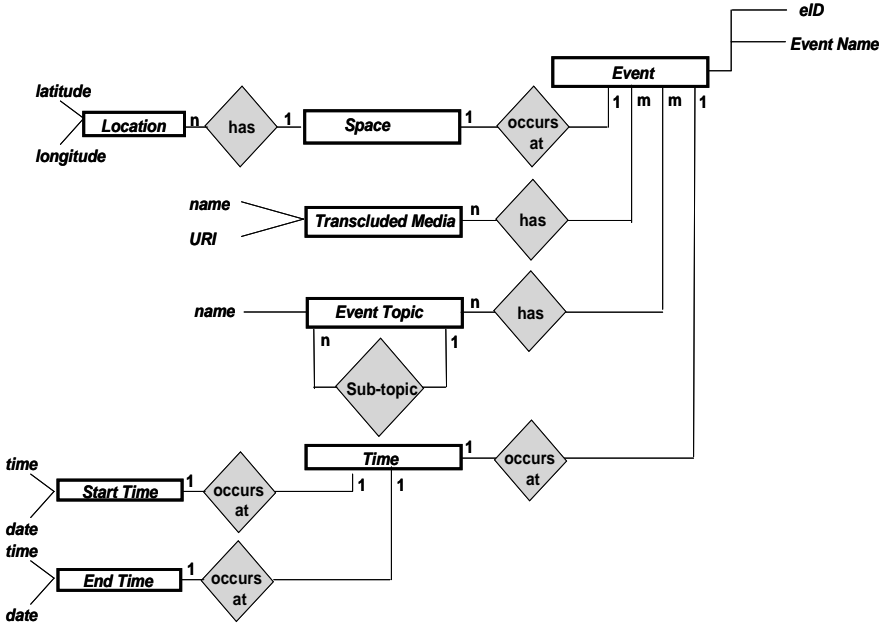 eID
Event Name
Event
1 m m 1
latitude
Location
longitude
n
has
1
Space
1
occurs
at
name
URI
Transcluded Media
n
has
name
Event Topic
n
has
n
1
Sub-topic
Time
1
occurs
at
1
1
time
date
Start Time
1
occurs
at
time
date
End Time
1
occurs
at